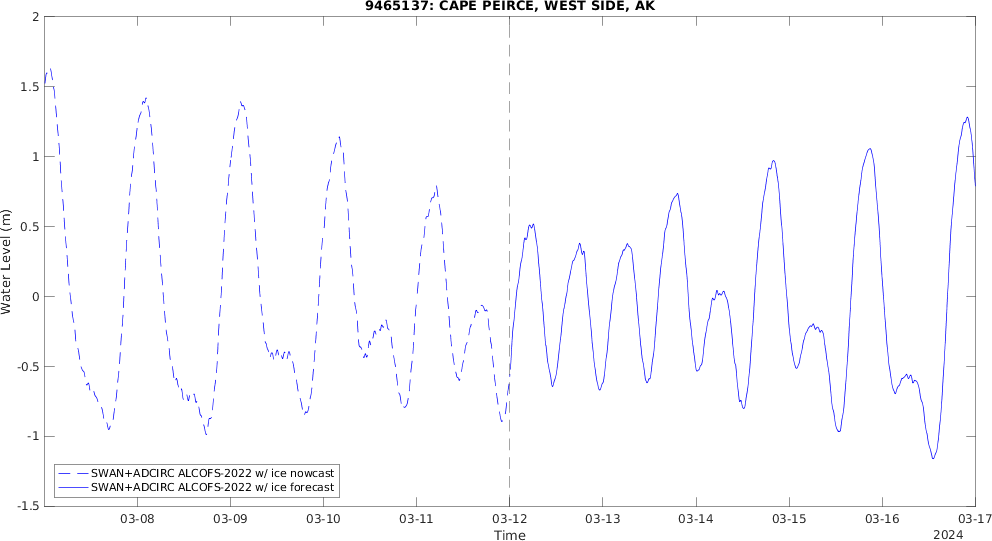 9465137: CAPE PEIRCE, WEST SIDE, AK
Water Level (m)
2
1.5
1
0.5
0
-0.5
-1
-1.5
SWAN+ADCIRC ALCOFS-2022 w/ ice nowcast
SWAN+ADCIRC ALCOFS-2022 w/ ice forecast
03-08 03-09 03-10 03-11 03-12 03-13 03-14 03-15 03-16 03-17
Time
2024